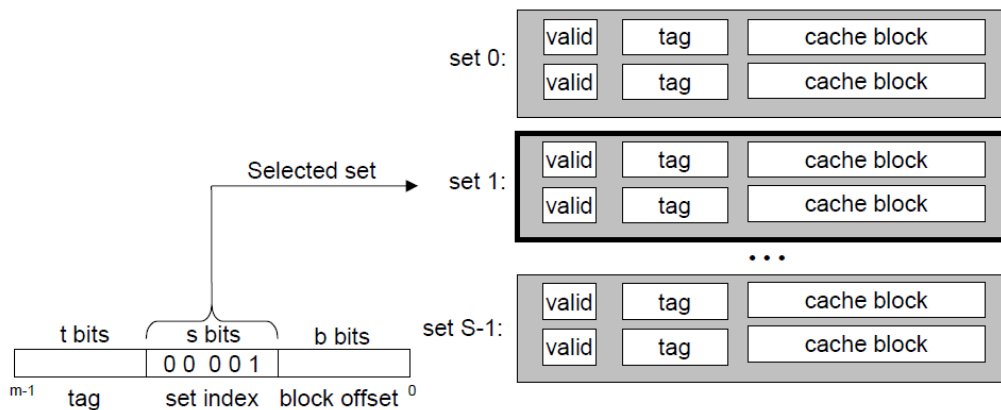 set 0:
valid tag cache block
valid tag cache block
Selected set
set 1:
valid tag cache block
valid tag cache block
• • •
set S-1:
valid tag cache block
valid tag cache block
t bits s bits b bits
0 0 0 0 1
m-1 0
tag set index block offset